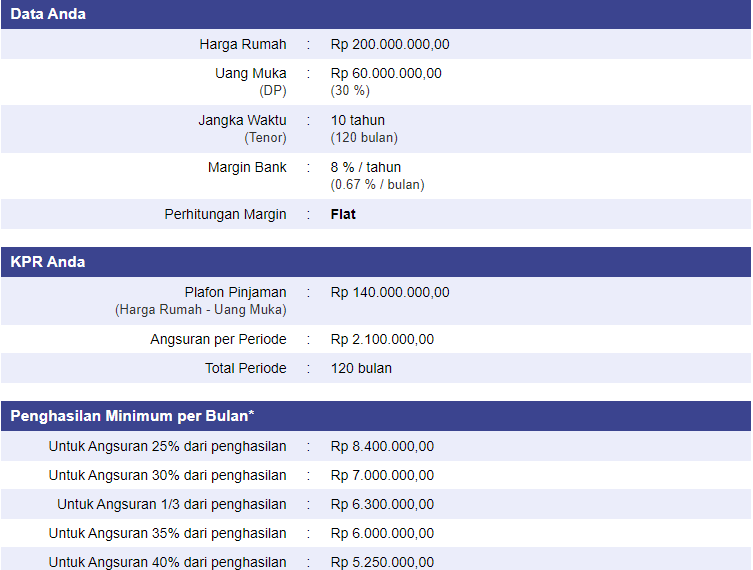 Data Anda
Harga Rumah : Rp 200.000.000,00
Uang Muka : Rp 60.000.000,00
(DP) (30 %)
Jangka Waktu : 10 tahun
(Tenor) (120 bulan)
Margin Bank : 8 % / tahun
(0.67 % / bulan)
Perhitungan Margin : Flat
KPR Anda
Plafon Pinjaman : Rp 140.000.000,00
(Harga Rumah - Uang Muka)
Angsuran per Periode : Rp 2.100.000,00
Total Periode : 120 bulan
Penghasilan Minimum per Bulan*
Untuk Angsuran 25% dari penghasilan : Rp 8.400.000,00
Untuk Angsuran 30% dari penghasilan : Rp 7.000.000,00
Untuk Angsuran 1/3 dari penghasilan : Rp 6.300.000,00
Untuk Angsuran 35% dari penghasilan : Rp 6.000.000,00
Untuk Angsuran 40% dari penghasilan : Rp 5.250.000,00